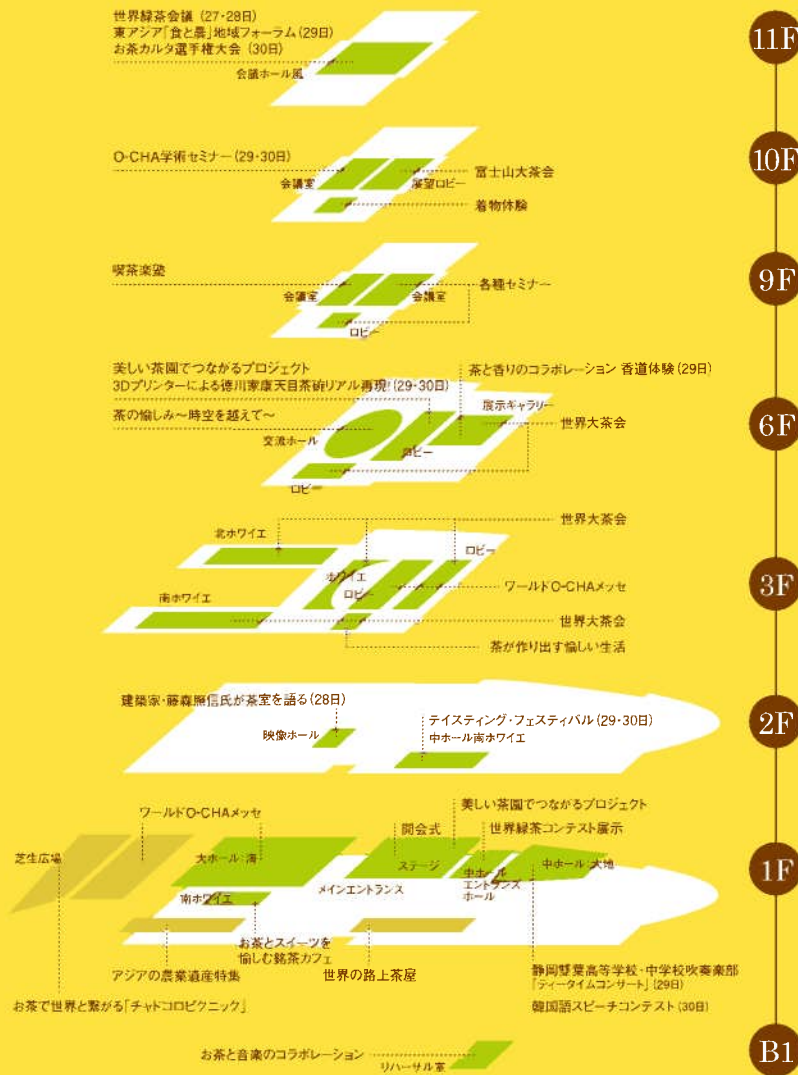 世界緑茶会議 (27・28日)
東アジア「食と農」地域フォーラム(29日)
お茶カルタ選手権大会 (30日)
会議ホール風
11F
O-CHA学術セミナー(29・30日)
会議室
展望ロビー
富士山大茶会
着物体験
10F
喫茶楽塾
会議室
会議室
各種セミナー
ロビー
9F
美しい茶園でつながるプロジェクト
3Dプリンターによる徳川家康天目茶碗リアル再現!(29・30日)
茶と香りのコラボレーション 香道体験(29日)
茶の愉しみ〜時空を越えて〜
展示ギャラリー
世界大茶会
交流ホール
ロビー
ロビー
6F
世界大茶会
北ホワイエ
ロビー
ホワイエ
ロビー
ワールドO-CHAメッセ
南ホワイエ
世界大茶会
茶が作り出す愉しい生活
3F
建築家・藤森照信氏が茶室を語る(28日)
映像ホール
テイスティング・フェスティバル(29・30日)
中ホール南ホワイエ
2F
美しい茶園でつながるプロジェクト
ワールドO-CHAメッセ
開会式
世界緑茶コンテスト展示
芝生広場
大ホール・海
ステージ
中ホール
エントランス
ホール
中ホール・大地
メインエントランス
南ホワイエ
1F
お茶とスイーツを
愉しむ銘茶カフェ
アジアの農業遺産特集
世界の路上茶屋
静岡雙葉高等学校・中学校吹奏楽部
「ティータイムコンサート」(29日)
お茶で世界と繋がる「チャドコロピクニック」
韓国語スピーチコンテスト(30日)
お茶と音楽のコラボレーション
リハーサル室
B1